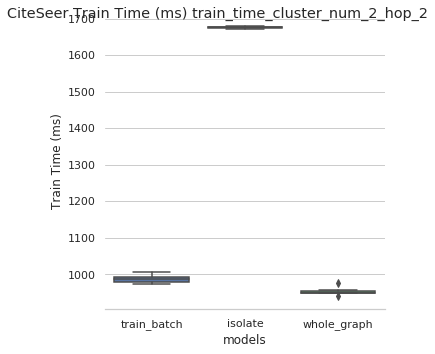 CiteSeer Train Time (ms) train_time_cluster_num_2_hop_2
1700
1600
1500
1400
1300
1200
1100
1000
Train Time (ms)
train_batch isolate whole_graph
models